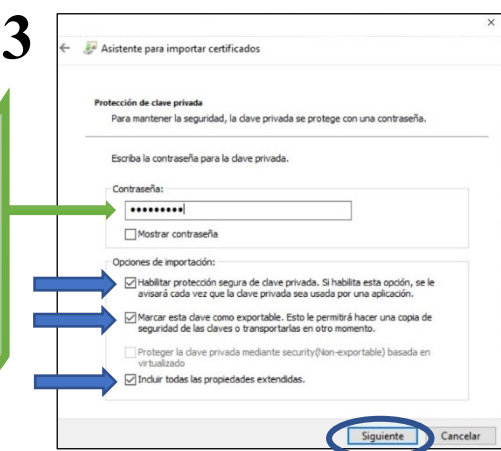 3
Asistente para importar certificados
Protección de clave privada
Para mantener la seguridad, la clave privada se protege con una contraseña.
Escriba la contraseña para la clave privada.
Contraseña:
•••••••••
Mostrar contraseña
Opciones de importación:
Habilitar protección segura de clave privada. Si habilita esta opción, se le
avisará cada vez que la clave privada sea usada por una aplicación.
Marcar esta clave como exportable. Esto le permitirá hacer una copia de
seguridad de las claves o transportarlas en otro momento.
Proteger la clave privada mediante security(Non-exportable) basada en
virtualizado
Incluir todas las propiedades extendidas.
Siguiente Cancelar